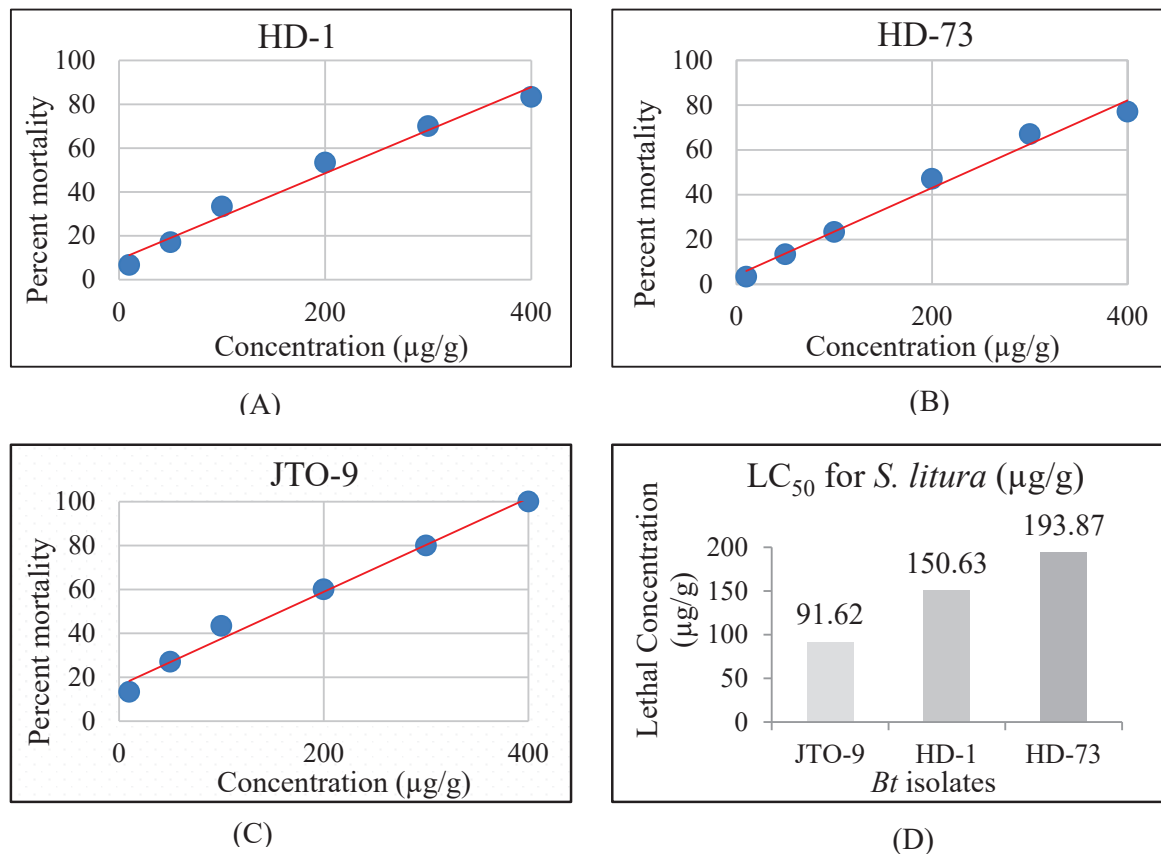 HD-1
100
80
60
40
20
0
Percent mortality
0 200 400
Concentration (µg/g)
(A)
HD-73
100
80
60
40
20
0
Percent mortality
0 200 400
Concentration (µg/g)
(B)
JTO-9
100
80
60
40
20
0
Percent mortality
0 200 400
Concentration (µg/g)
(C)
LC₅₀ for S. litura (µg/g)
Lethal Concentration
(µg/g)
200
150
100
50
0
91.62
150.63
193.87
JTO-9 HD-1 HD-73
Bt isolates
(D)